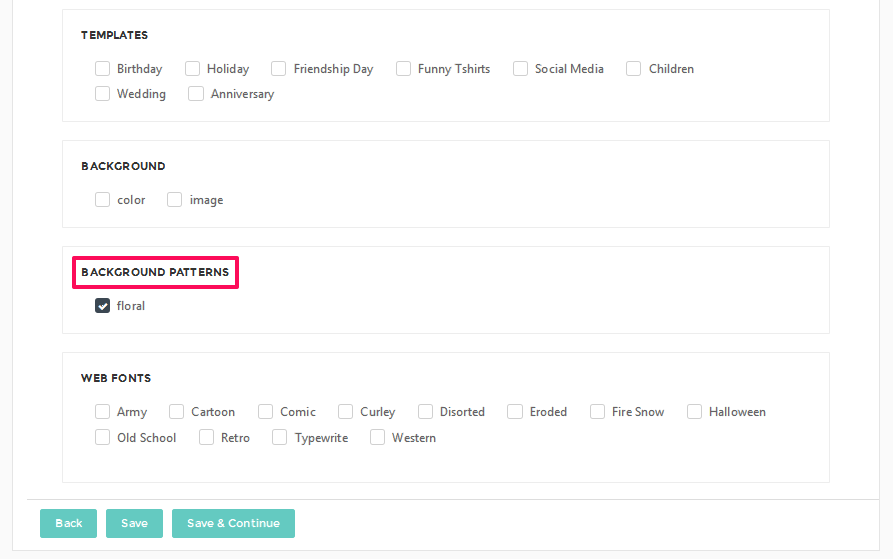 TEMPLATES
Birthday Holiday Friendship Day Funny Tshirts Social Media Children
Wedding Anniversary
BACKGROUND
color image
BACKGROUND PATTERNS
floral
WEB FONTS
Army Cartoon Comic Curley Disorted Eroded Fire Snow Halloween
Old School Retro Typewrite Western
Back Save Save & Continue